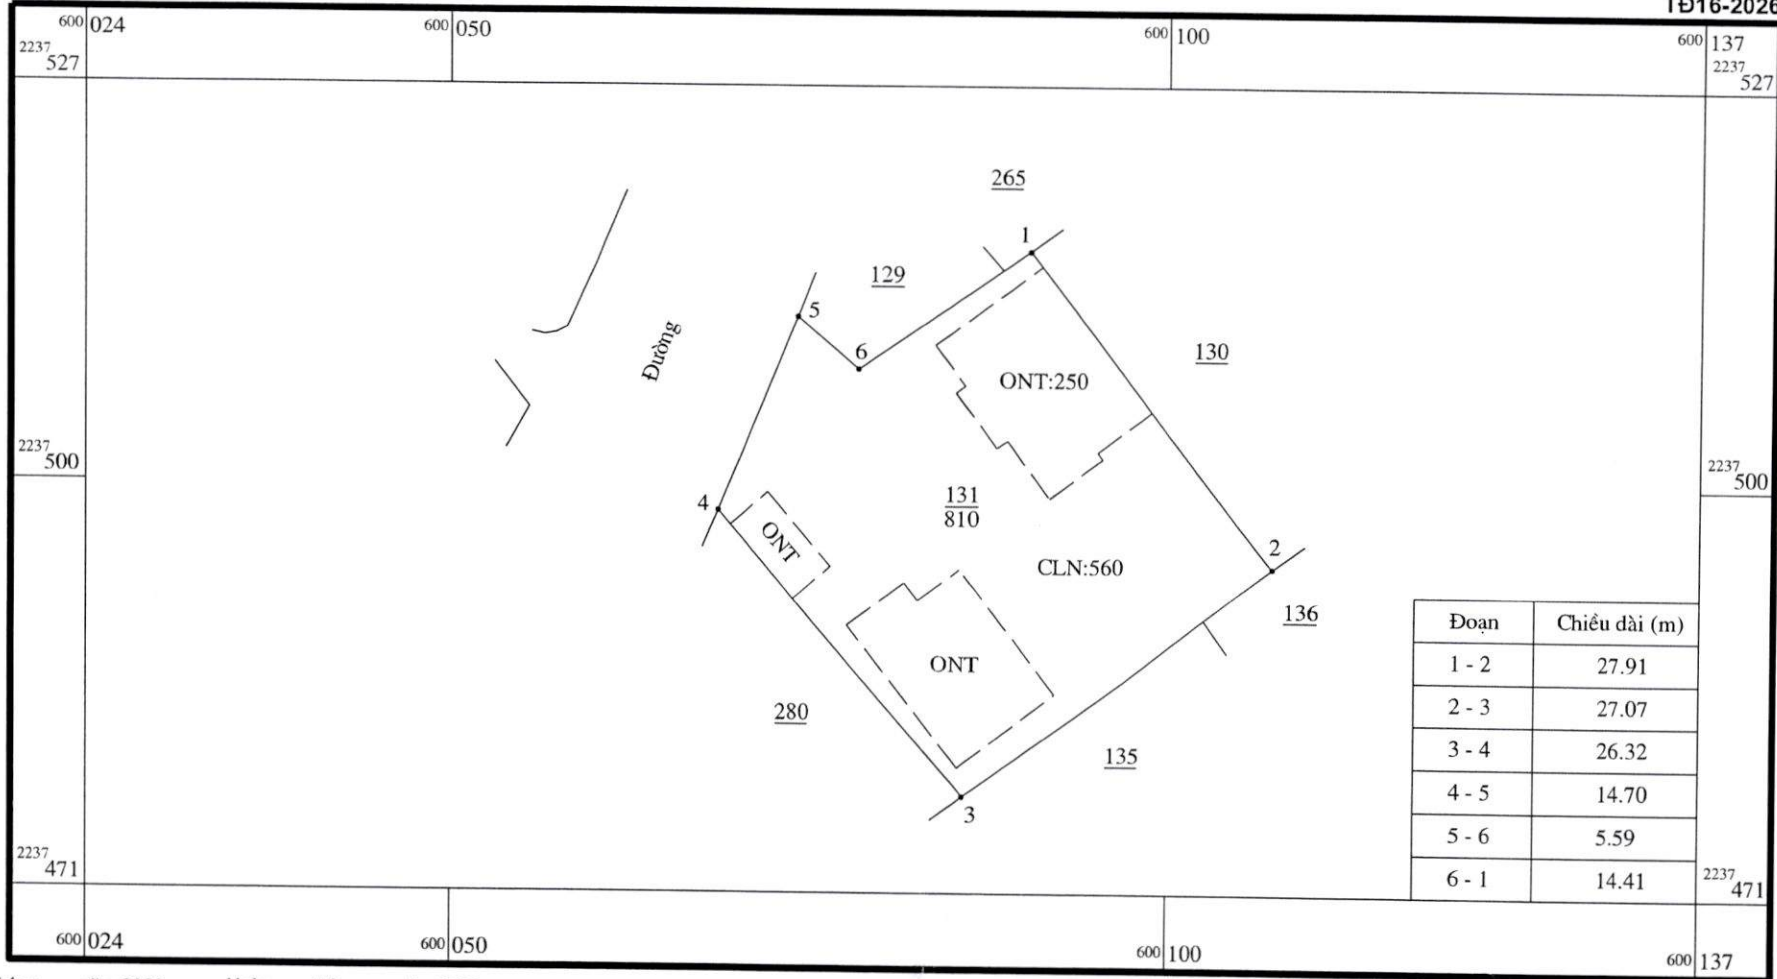 TĐ16-2026
600 024
600 050
600 100
600 137
2237 527
2237 527
265
1
129
5
6
130
Đường
ONT:250
2237 500
2237 500
4
131
810
ONT
CLN:560
2
136
ONT
280
135
3
Đoạn Chiều dài (m)
1 - 2 27.91
2 - 3 27.07
3 - 4 26.32
4 - 5 14.70
5 - 6 5.59
6 - 1 14.41
2237 471
2237 471
600 024
600 050
600 100
600 137